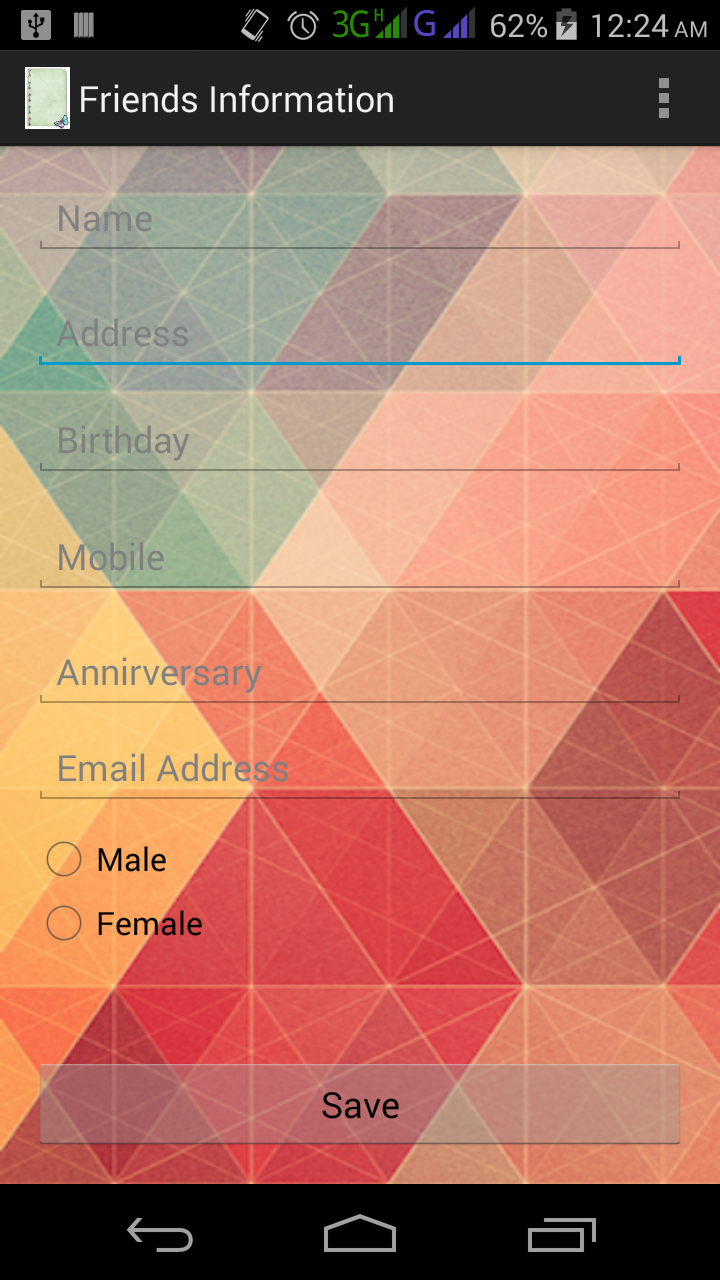 3G H G 62% 12:24 AM
Friends Information
Name
Address
Birthday
Mobile
Annirversary
Email Address
Male
Female
Save